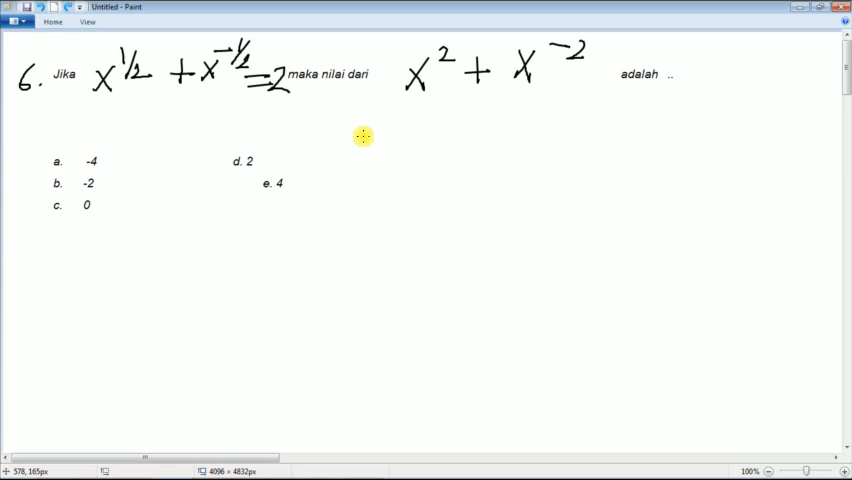 Untitled - Paint
Home View
6. Jika x^{1/2} + x^{-1/2} = 2 maka nilai dari x^2 + x^{-2} adalah ..
a. -4 d. 2
b. -2 e. 4
c. 0
578, 165px 4096 × 4832px 100%